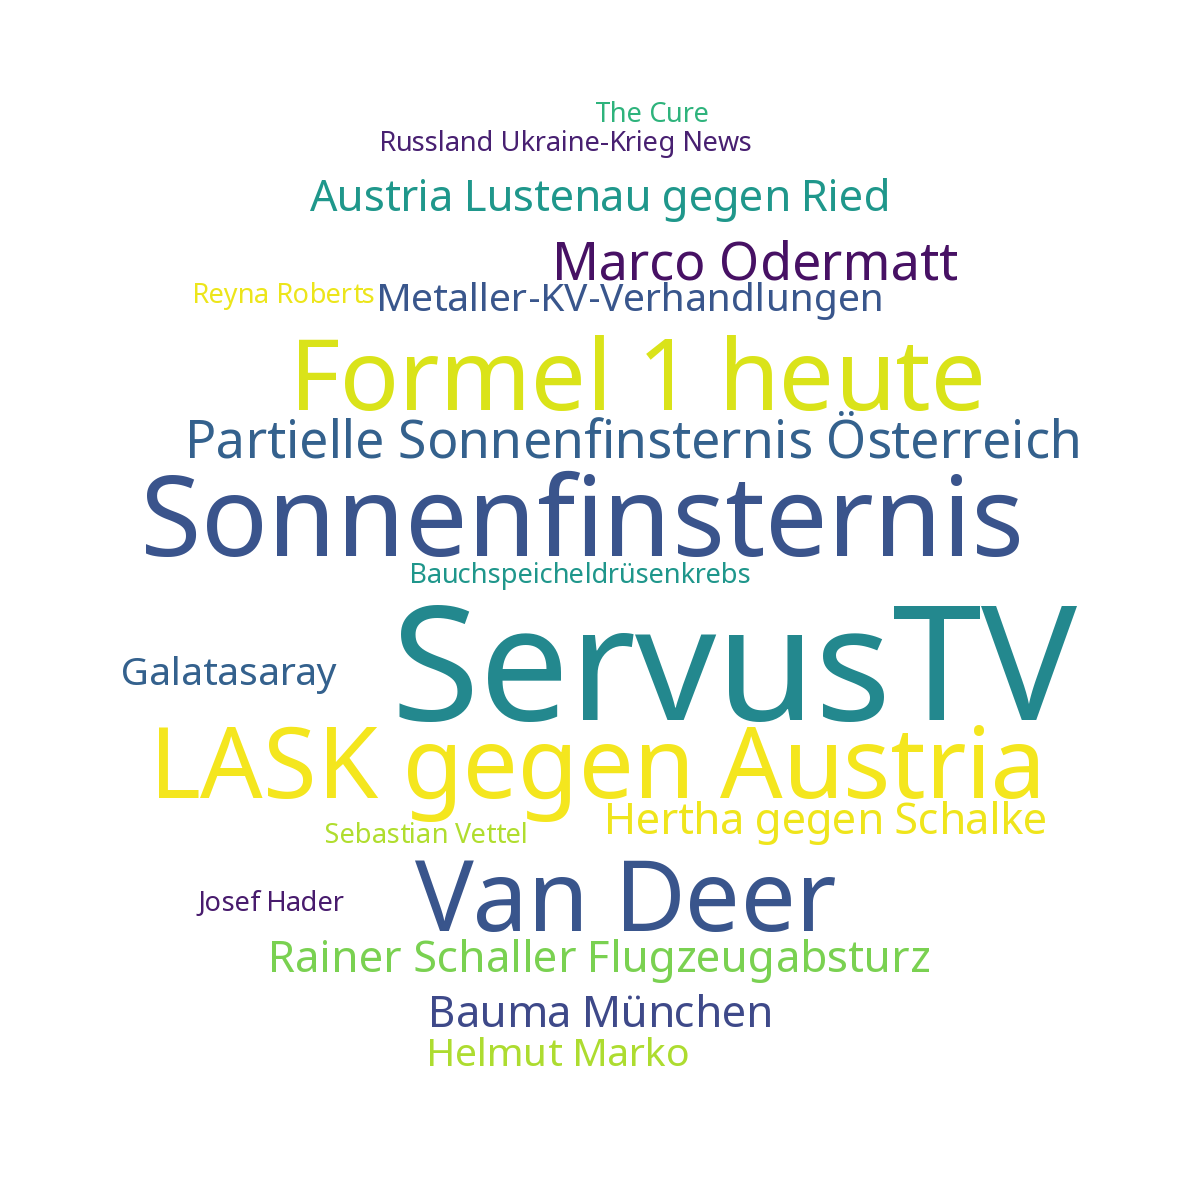 The Cure
Russland Ukraine-Krieg News
Austria Lustenau gegen Ried
Marco Odermatt
Reyna Roberts
Metaller-KV-Verhandlungen
Formel 1 heute
Partielle Sonnenfinsternis Österreich
Sonnenfinsternis
Bauchspeicheldrüsenkrebs
ServusTV
Galatasaray
LASK gegen Austria
Hertha gegen Schalke
Sebastian Vettel
Van Deer
Josef Hader
Rainer Schaller Flugzeugabsturz
Bauma München
Helmut Marko